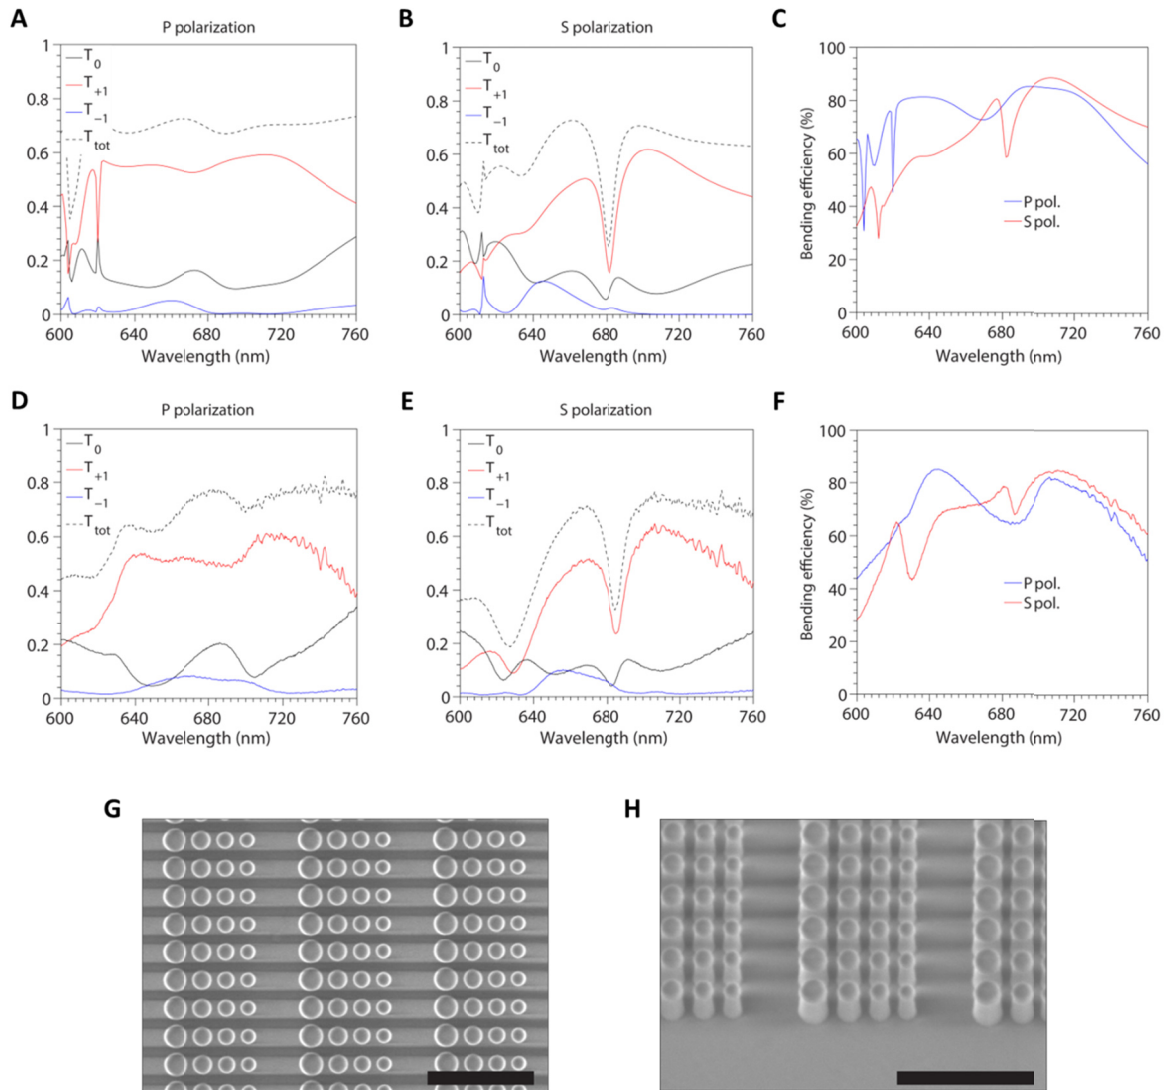 A
P polarization
1
0.8
0.6
0.4
0.2
0
T0
T+1
T−1
Ttot
600 640 680 720 760
Wavelength (nm)
B
S polarization
1
0.8
0.6
0.4
0.2
0
T0
T+1
T−1
Ttot
600 640 680 720 760
Wavelength (nm)
C
100
80
60
40
20
0
Bending efficiency (%)
P pol.
S pol.
600 640 680 720 760
Wavelength (nm)
D
P polarization
1
0.8
0.6
0.4
0.2
0
T0
T+1
T−1
Ttot
600 640 680 720 760
Wavelength (nm)
E
S polarization
1
0.8
0.6
0.4
0.2
0
T0
T+1
T−1
Ttot
600 640 680 720 760
Wavelength (nm)
F
100
80
60
40
20
0
Bending efficiency (%)
P pol.
S pol.
600 640 680 720 760
Wavelength (nm)
G
H